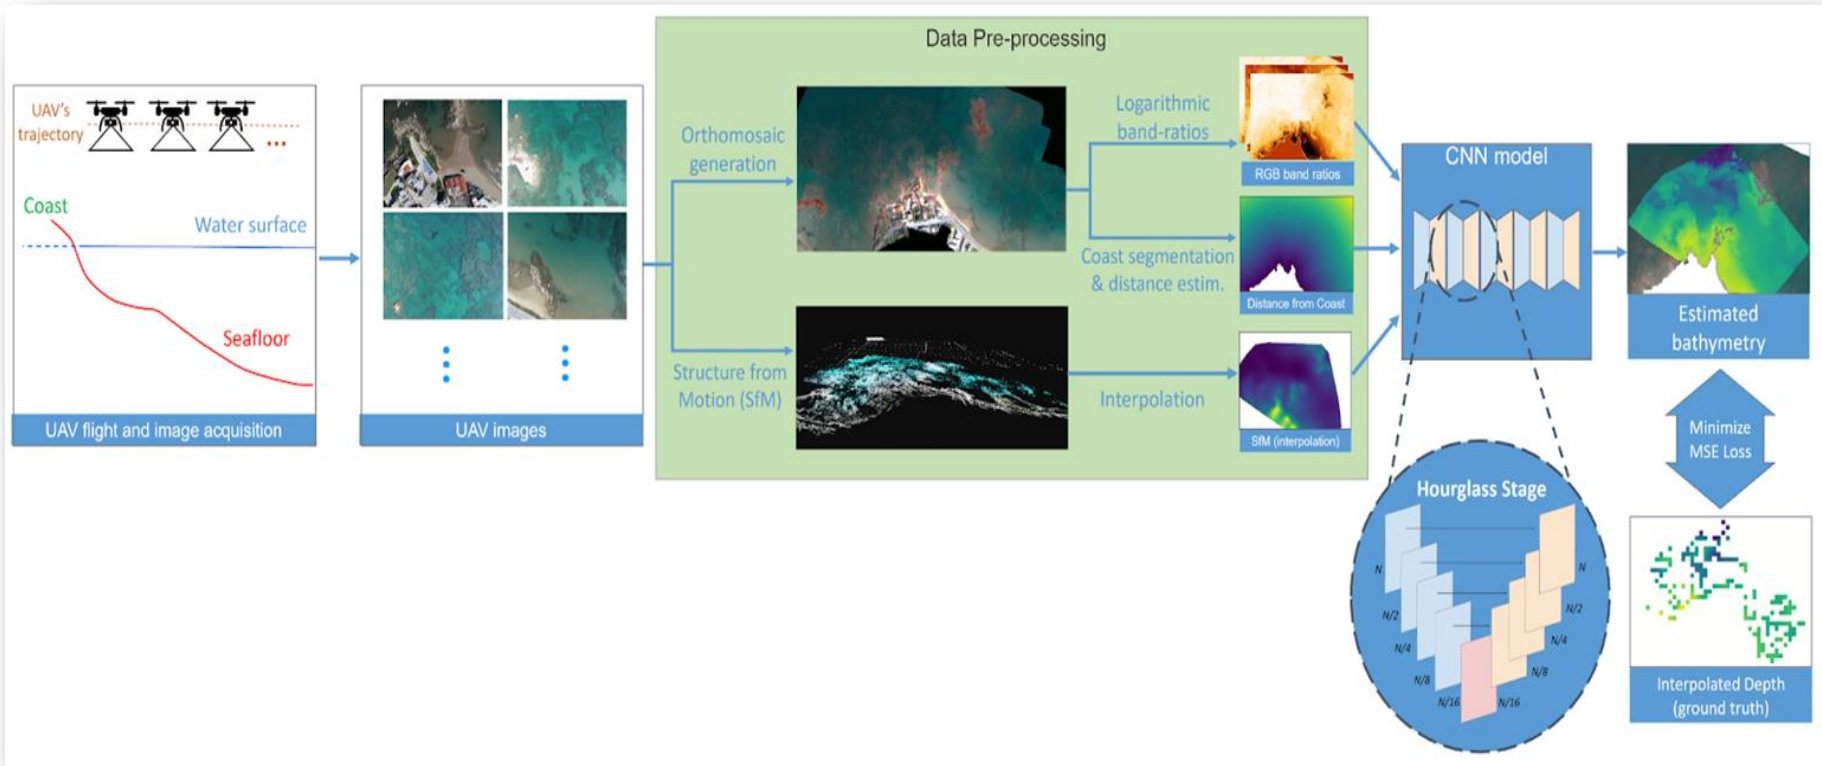 Data Pre-processing
UAV's
trajectory
Coast
Water surface
Seafloor
UAV flight and image acquisition
UAV images
Orthomosaic
generation
Structure from
Motion (SfM)
Logarithmic
band-ratios
Coast segmentation
& distance estim.
Interpolation
RGB band ratios
Distance from Coast
SfM (interpolation)
CNN model
Estimated
bathymetry
Minimize
MSE Loss
Hourglass Stage
N
N/2
N/4
N/8
N/16
N/16
N/8
N/4
N/2
N
Interpolated Depth
(ground truth)